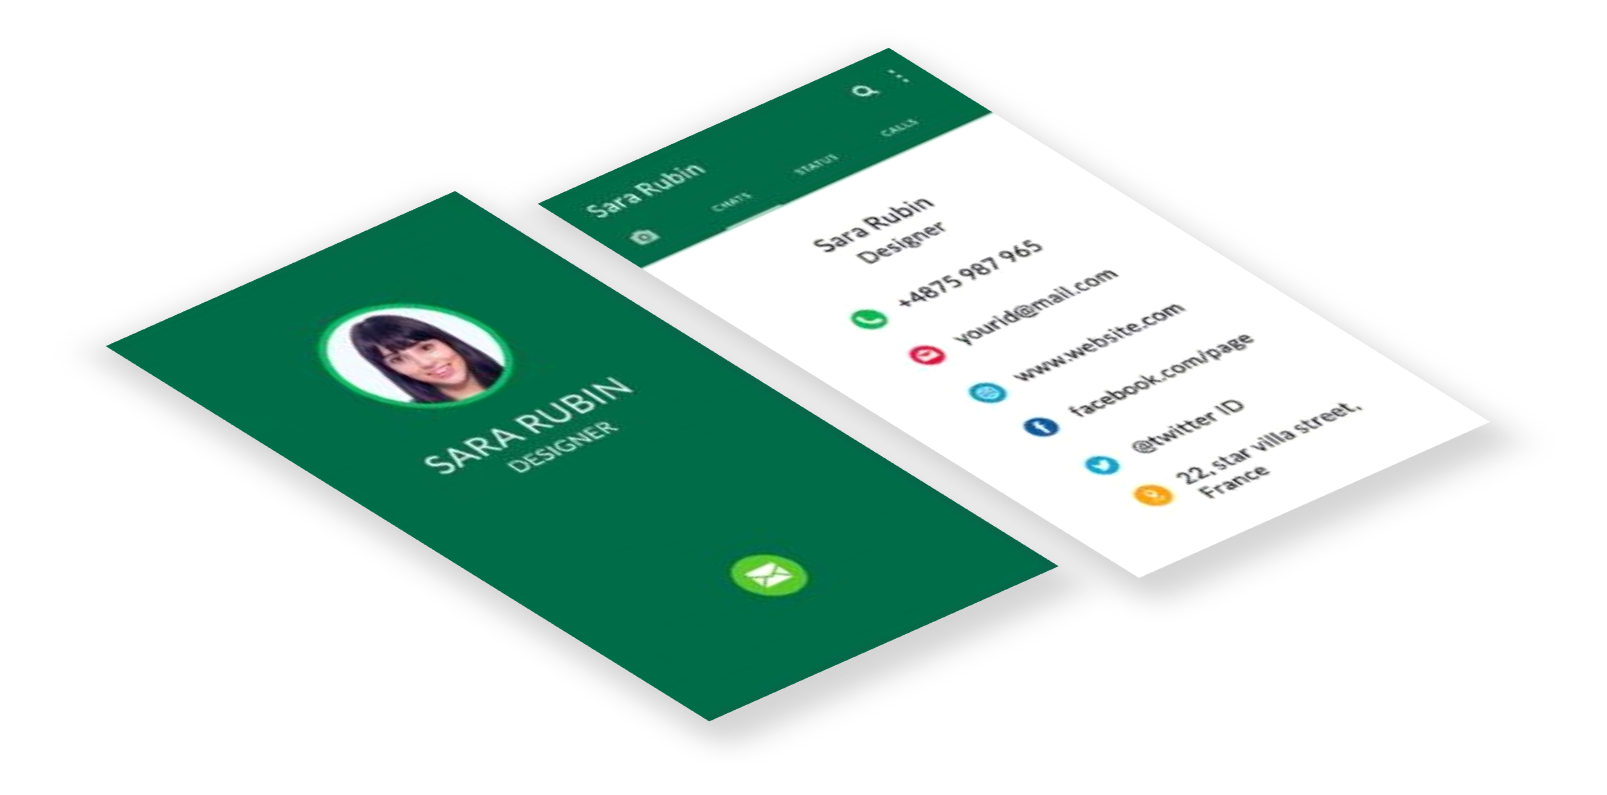 SARA RUBIN
DESIGNER
Sara Rubin
CHATS
STATUS
CALLS
Sara Rubin
Designer
+4875 987 965
yourid@mail.com
www.website.com
facebook.com/page
@twitter ID
22, star villa street,
France